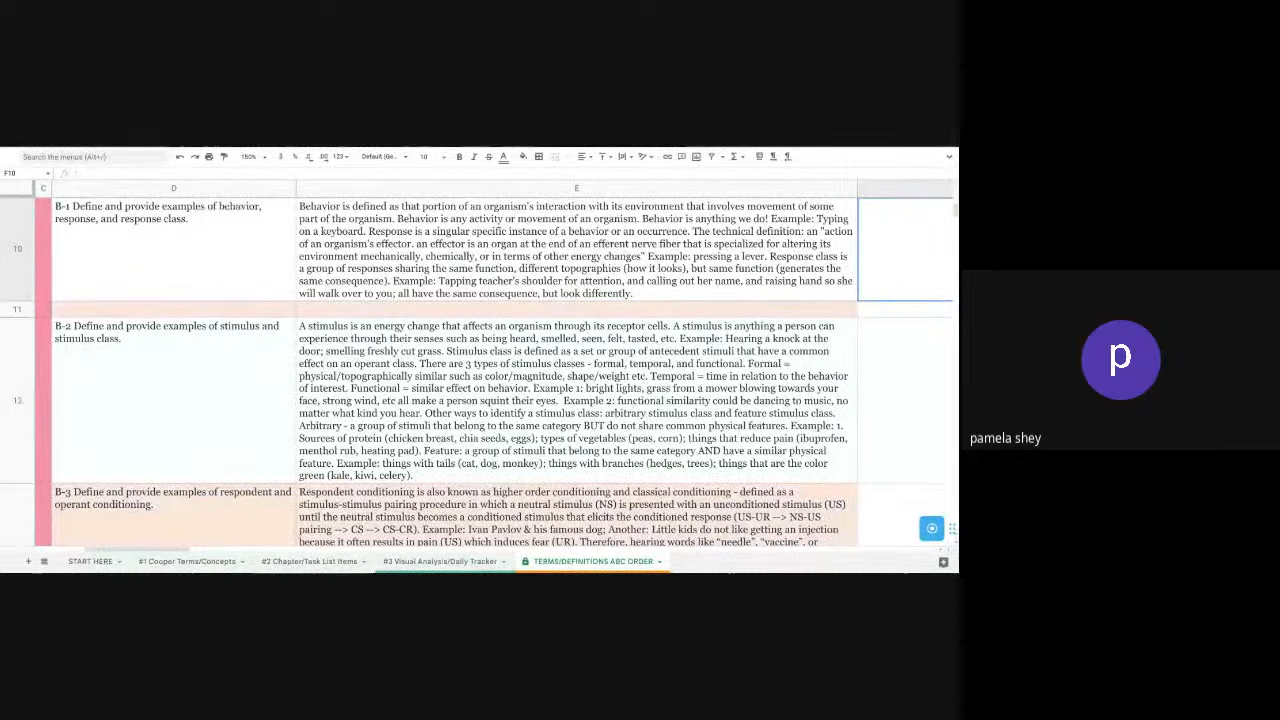 Search the menus (Alt+/)
150%
$ % .0 .00 123
Default (Ge...
10
B I S A
F10
C D E
10
B-1 Define and provide examples of behavior,
response, and response class.
Behavior is defined as that portion of an organism's interaction with its environment that involves movement of some
part of the organism. Behavior is any activity or movement of an organism. Behavior is anything we do! Example: Typing
on a keyboard. Response is a singular specific instance of a behavior or an occurrence. The technical definition: an "action
of an organism's effector. an effector is an organ at the end of an efferent nerve fiber that is specialized for altering its
environment mechanically, chemically, or in terms of other energy changes" Example: pressing a lever. Response class is
a group of responses sharing the same function, different topographies (how it looks), but same function (generates the
same consequence). Example: Tapping teacher's shoulder for attention, and calling out her name, and raising hand so she
will walk over to you; all have the same consequence, but look differently.
11
12
B-2 Define and provide examples of stimulus and
stimulus class.
A stimulus is an energy change that affects an organism through its receptor cells. A stimulus is anything a person can
experience through their senses such as being heard, smelled, seen, felt, tasted, etc. Example: Hearing a knock at the
door; smelling freshly cut grass. Stimulus class is defined as a set or group of antecedent stimuli that have a common
effect on an operant class. There are 3 types of stimulus classes - formal, temporal, and functional. Formal =
physical/topographically similar such as color/magnitude, shape/weight etc. Temporal = time in relation to the behavior
of interest. Functional = similar effect on behavior. Example 1: bright lights, grass from a mower blowing towards your
face, strong wind, etc all make a person squint their eyes. Example 2: functional similarity could be dancing to music, no
matter what kind you hear. Other ways to identify a stimulus class: arbitrary stimulus class and feature stimulus class.
Arbitrary - a group of stimuli that belong to the same category BUT do not share common physical features. Example: 1.
Sources of protein (chicken breast, chia seeds, eggs); types of vegetables (peas, corn); things that reduce pain (ibuprofen,
menthol rub, heating pad). Feature: a group of stimuli that belong to the same category AND have a similar physical
feature. Example: things with tails (cat, dog, monkey); things with branches (hedges, trees); things that are the color
green (kale, kiwi, celery).
B-3 Define and provide examples of respondent and
operant conditioning.
Respondent conditioning is also known as higher order conditioning and classical conditioning - defined as a
stimulus-stimulus pairing procedure in which a neutral stimulus (NS) is presented with an unconditioned stimulus (US)
until the neutral stimulus becomes a conditioned stimulus that elicits the conditioned response (US-UR --> NS-US
pairing --> CS --> CS-CR). Example: Ivan Pavlov & his famous dog; Another: Little kids do not like getting an injection
because it often results in pain (US) which induces fear (UR). Therefore, hearing words like "needle", "vaccine", or
START HERE
#1 Cooper Terms/Concepts
#2 Chapter/Task List Items
#3 Visual Analysis/Daily Tracker
TERMS/DEFINITIONS ABC ORDER
p
pamela shey